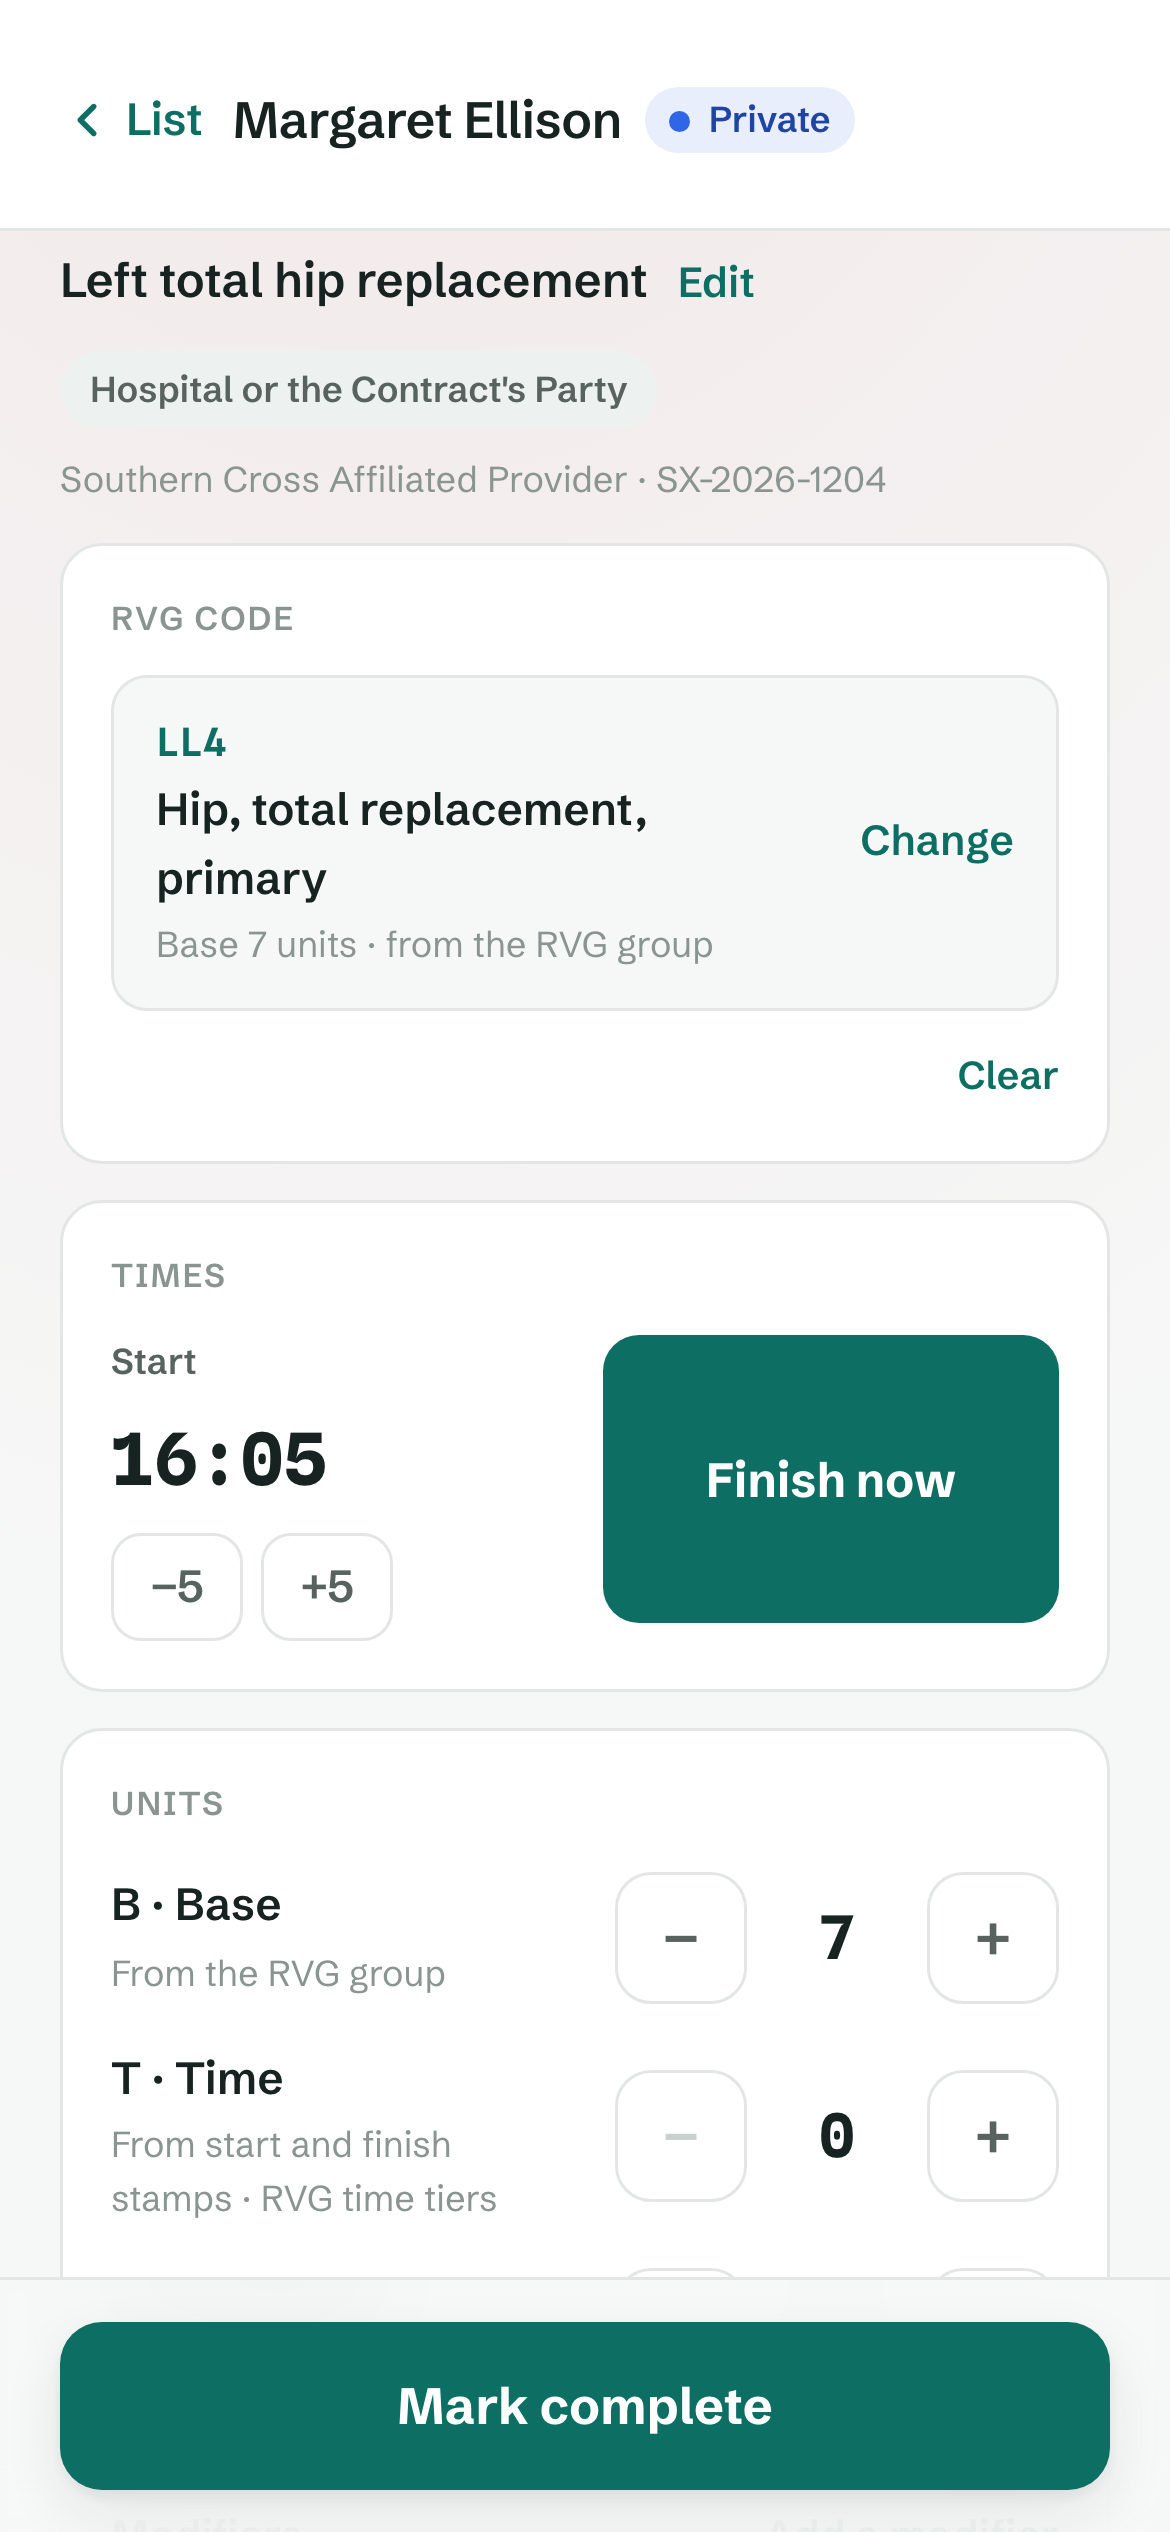 List Margaret Ellison Private
Left total hip replacement Edit
Hospital or the Contract's Party
Southern Cross Affiliated Provider · SX-2026-1204
RVG CODE
LL4
Hip, total replacement,
primary
Change
Base 7 units · from the RVG group
Clear
TIMES
Start
16:05
Finish now
−5 +5
UNITS
B · Base
From the RVG group
− 7 +
T · Time
From start and finish
stamps · RVG time tiers
− 0 +
Mark complete
Modifiers Add a modifier